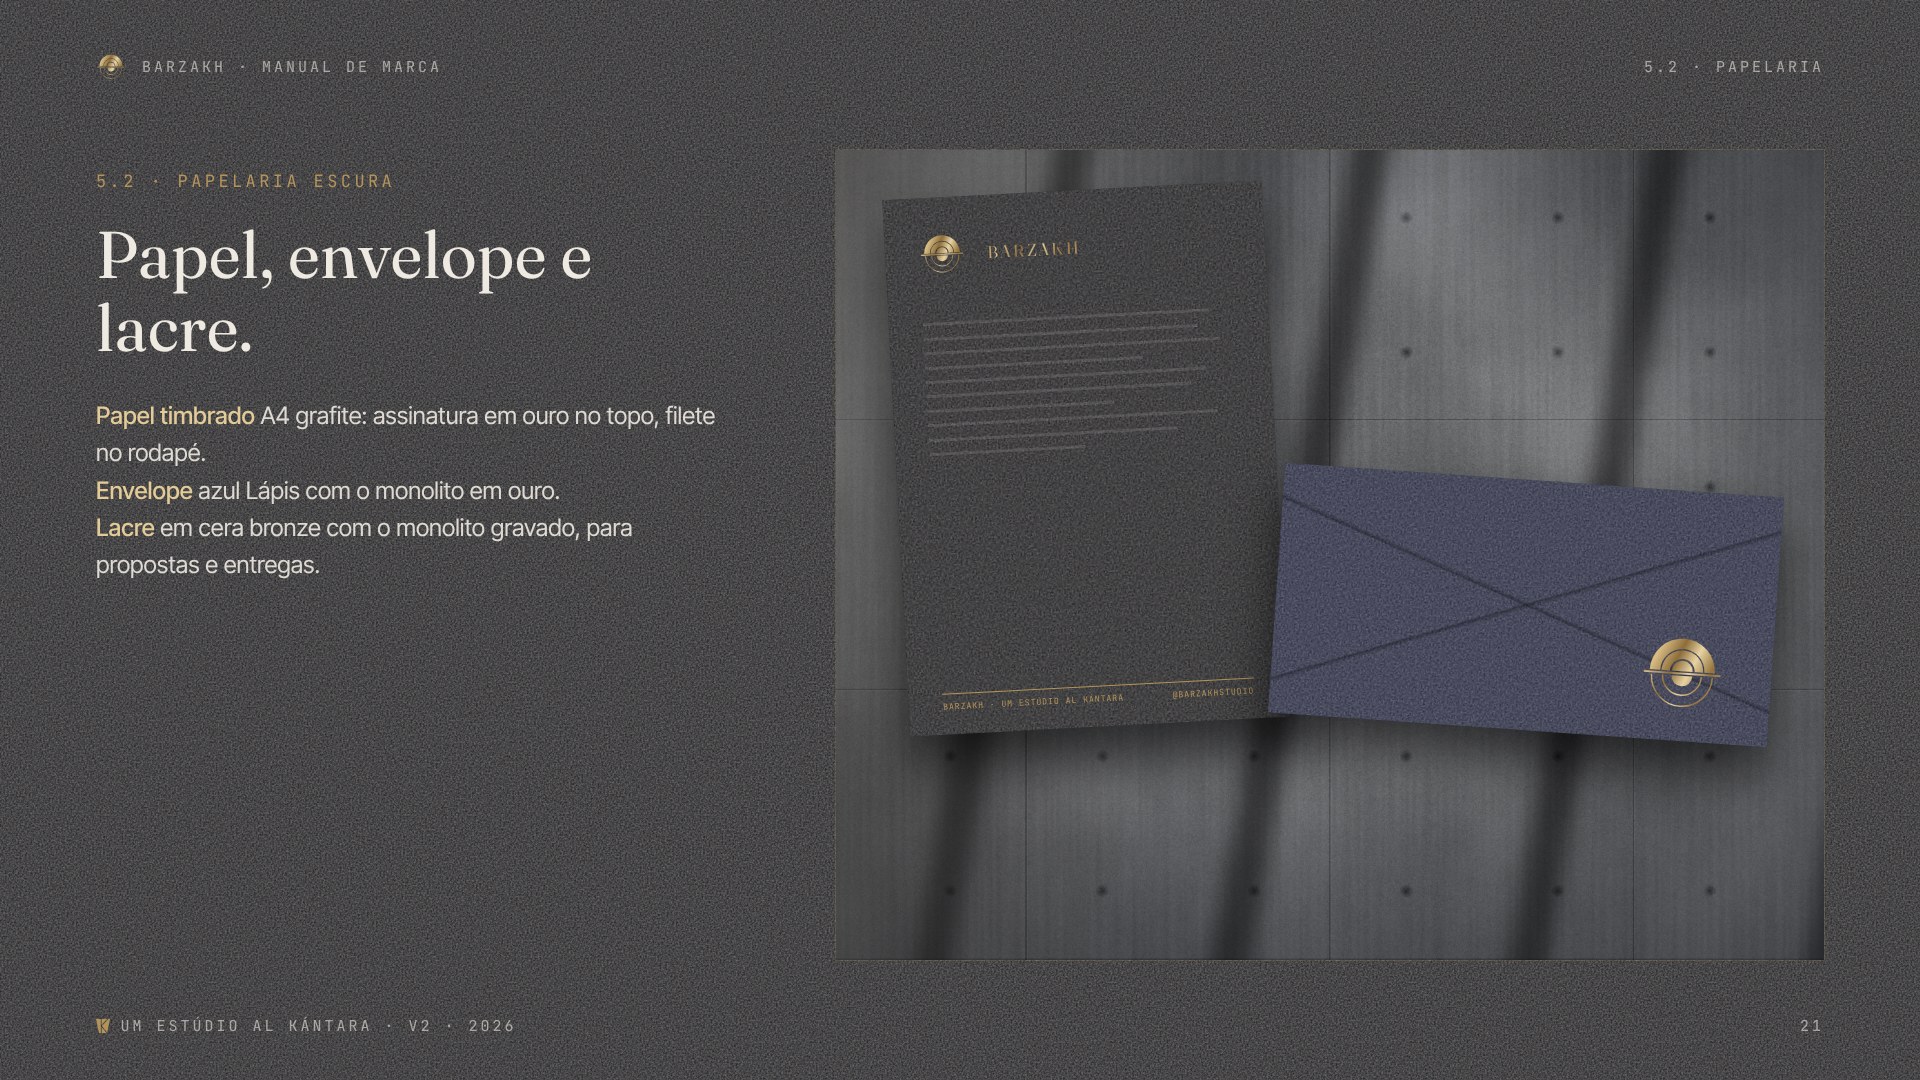 BARZAKH · MANUAL DE MARCA
5.2 · PAPELARIA
5.2 · PAPELARIA ESCURA
Papel, envelope e
lacre.
Papel timbrado A4 grafite: assinatura em ouro no topo, filete
no rodapé.
Envelope azul Lápis com o monolito em ouro.
Lacre em cera bronze com o monolito gravado, para
propostas e entregas.
BARZAKH
BARZAKH · UM ESTÚDIO AL KÁNTARA
@BARZAKHSTUDIO
UM ESTÚDIO AL KÁNTARA · V2 · 2026
21